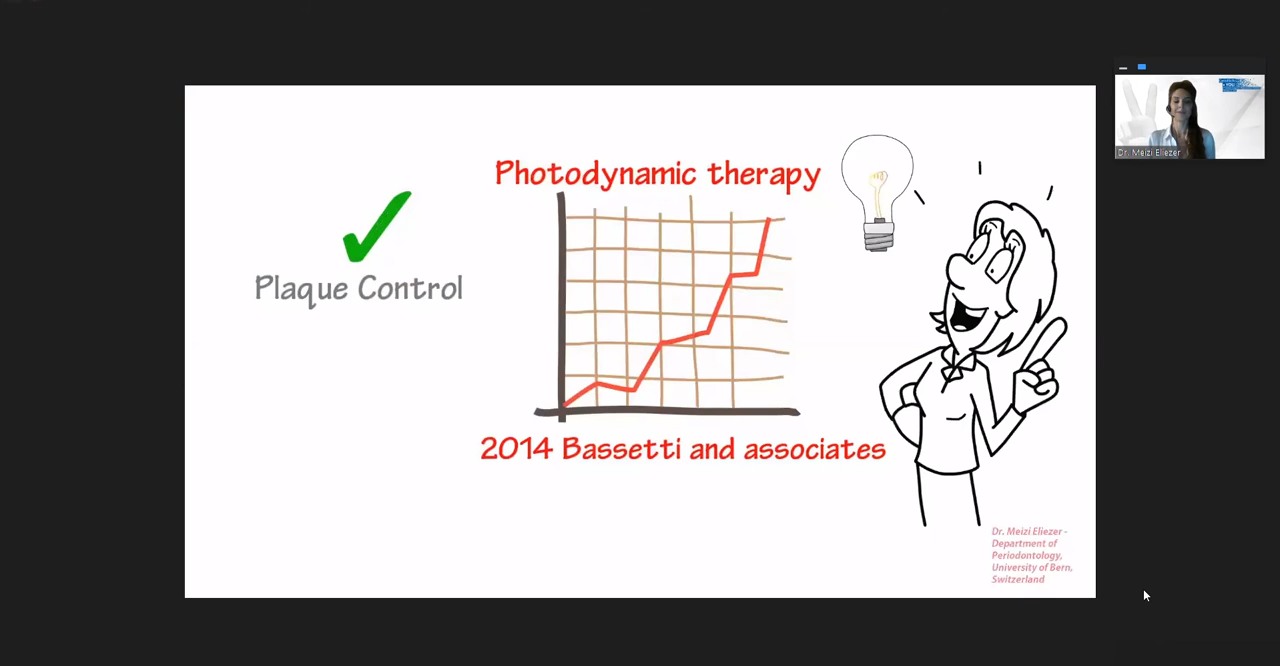 Photodynamic therapy
Plaque Control
2014 Bassetti and associates
Dr. Meizi Eliezer -
Department of
Periodontology,
University of Bern,
Switzerland
Dr. Meizi Eliezer